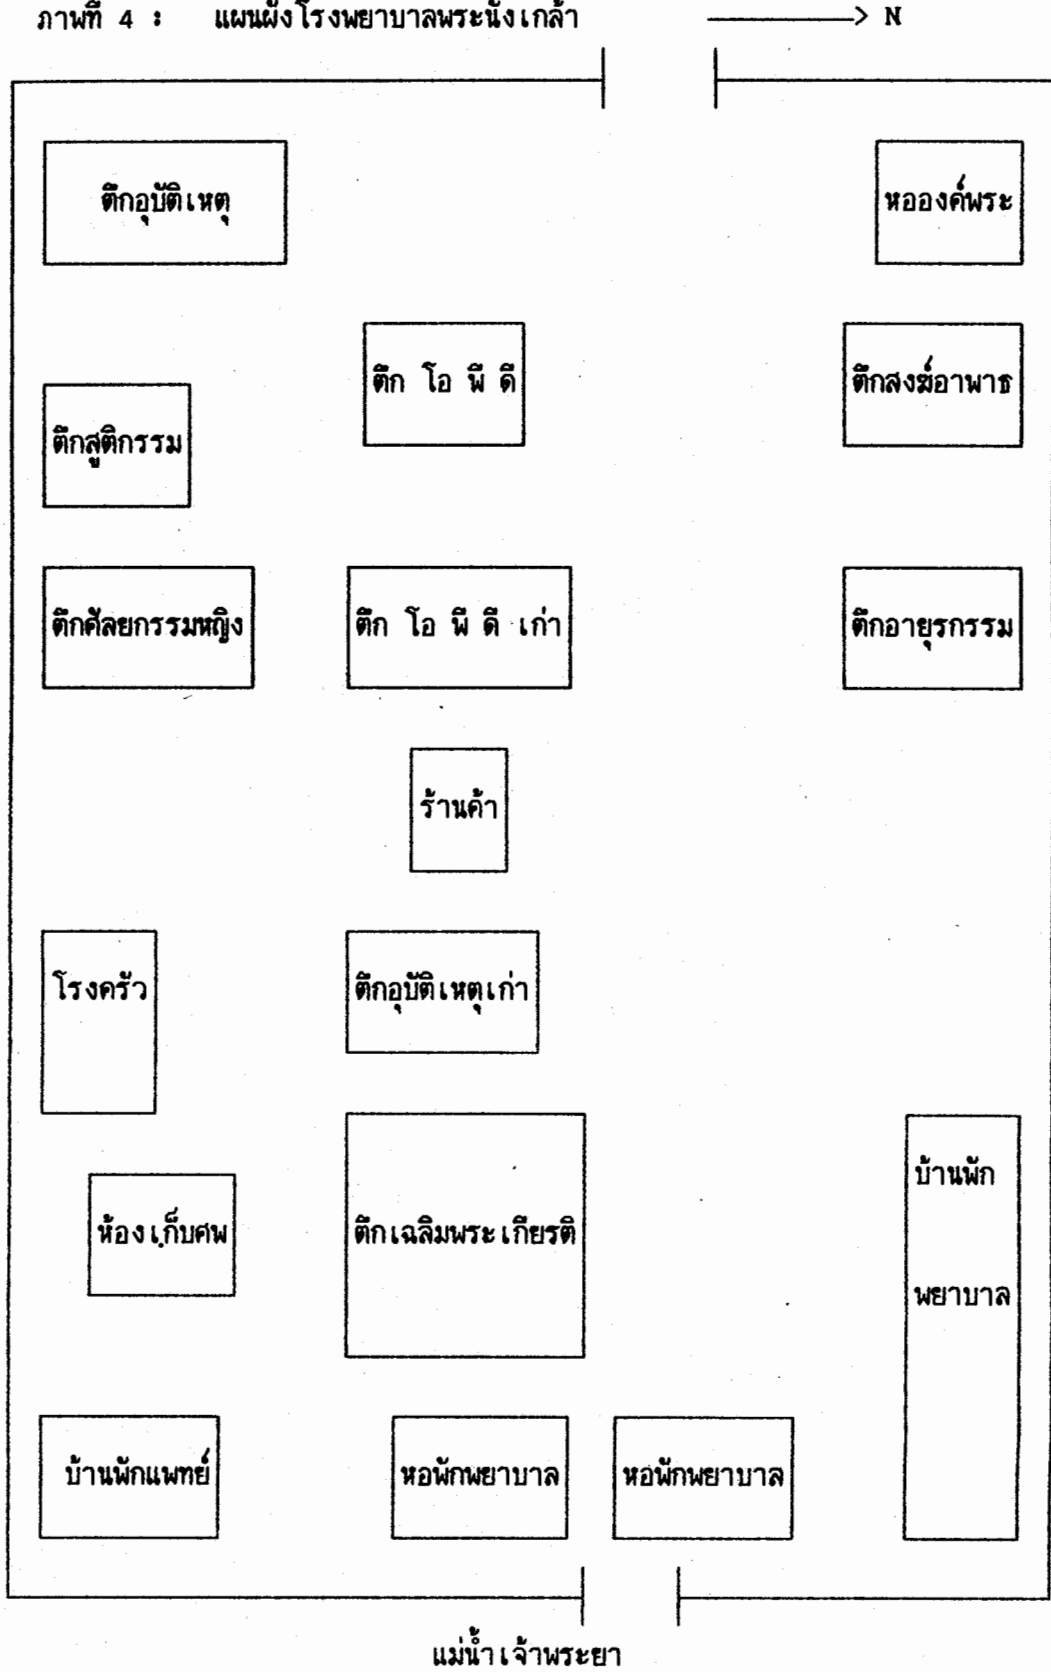 ภาพที่ 4 : แผนผังโรงพยาบาลพระนั่งเกล้า ——> N
ตึกอุบัติเหตุ
หอองค์พระ
ตึก โอ พี ดี
ตึกสงฆ์อาพาธ
ตึกสูติกรรม
ตึกศัลยกรรมหญิง
ตึก โอ พี ดี เก่า
ตึกอายุรกรรม
ร้านค้า
โรงครัว
ตึกอุบัติเหตุเก่า
บ้านพัก
พยาบาล
ห้องเก็บศพ
ตึกเฉลิมพระเกียรติ
บ้านพักแพทย์
หอพักพยาบาล
หอพักพยาบาล
แม่น้ำเจ้าพระยา